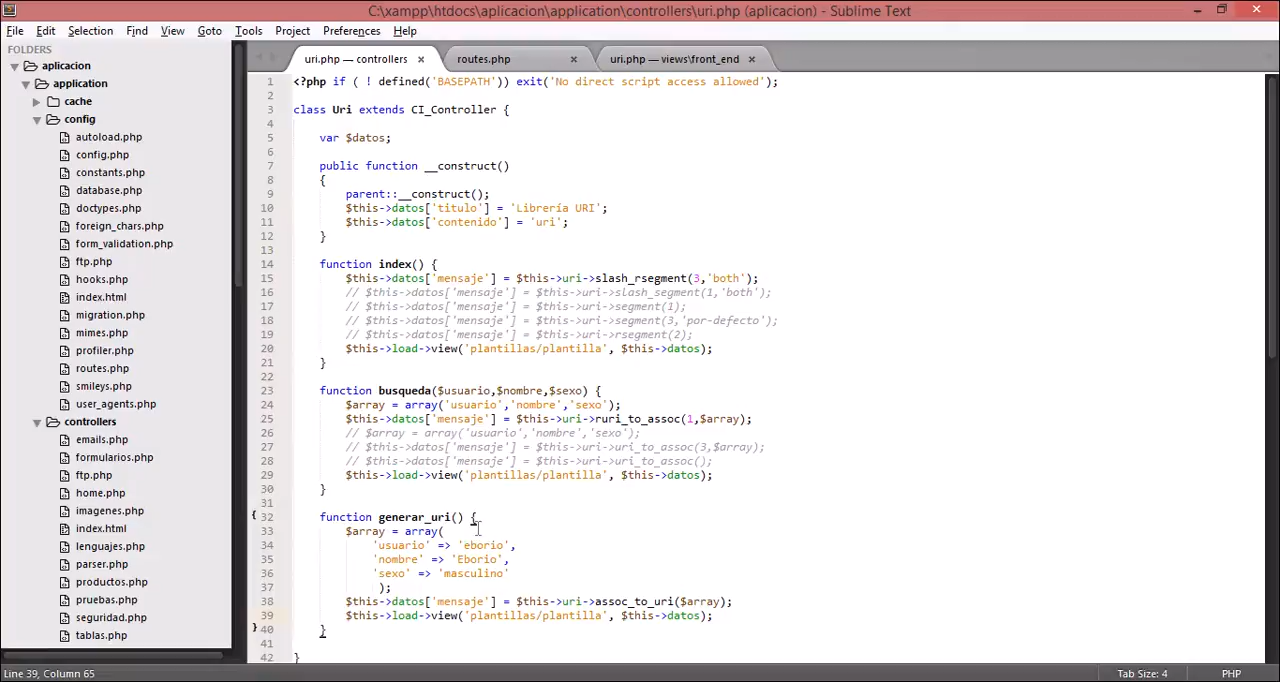 C:\xampp\htdocs\aplicacion\application\controllers\uri.php (aplicacion) - Sublime Text
File Edit Selection Find View Goto Tools Project Preferences Help
FOLDERS
aplicacion
application
cache
config
autoload.php
config.php
constants.php
database.php
doctypes.php
foreign_chars.php
form_validation.php
ftp.php
hooks.php
index.html
migration.php
mimes.php
profiler.php
routes.php
smileys.php
user_agents.php
controllers
emails.php
formularios.php
ftp.php
home.php
imagenes.php
index.html
lenguajes.php
parser.php
productos.php
pruebas.php
seguridad.php
tablas.php
uri.php — controllers × routes.php × uri.php — views\front_end ×
1 <?php if ( ! defined('BASEPATH')) exit('No direct script access allowed');
2
3 class Uri extends CI_Controller {
4
5 var $datos;
6
7 public function __construct()
8 {
9 parent::__construct();
10 $this->datos['titulo'] = 'Librería URI';
11 $this->datos['contenido'] = 'uri';
12 }
13
14 function index() {
15 $this->datos['mensaje'] = $this->uri->slash_rsegment(3,'both');
16 // $this->datos['mensaje'] = $this->uri->slash_segment(1,'both');
17 // $this->datos['mensaje'] = $this->uri->segment(1);
18 // $this->datos['mensaje'] = $this->uri->segment(3,'por-defecto');
19 // $this->datos['mensaje'] = $this->uri->rsegment(2);
20 $this->load->view('plantillas/plantilla', $this->datos);
21 }
22
23 function busqueda($usuario,$nombre,$sexo) {
24 $array = array('usuario','nombre','sexo');
25 $this->datos['mensaje'] = $this->uri->ruri_to_assoc(1,$array);
26 // $array = array('usuario','nombre','sexo');
27 // $this->datos['mensaje'] = $this->uri->uri_to_assoc(3,$array);
28 // $this->datos['mensaje'] = $this->uri->uri_to_assoc();
29 $this->load->view('plantillas/plantilla', $this->datos);
30 }
31
{ 32 function generar_uri() {
33 $array = array(
34 'usuario' => 'eborio',
35 'nombre' => 'Eborio',
36 'sexo' => 'masculino'
37 );
38 $this->datos['mensaje'] = $this->uri->assoc_to_uri($array);
39 $this->load->view('plantillas/plantilla', $this->datos);
} 40 }
41
42 }
Line 39, Column 65 Tab Size: 4 PHP